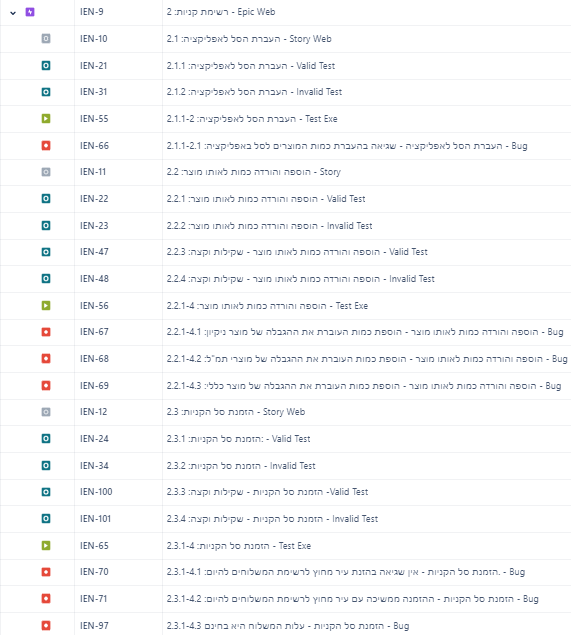 IEN-9 2: רשימת קניות - Epic Web
IEN-10 2.1: העברת הסל לאפליקציה - Story Web
IEN-21 2.1.1: העברת הסל לאפליקציה - Valid Test
IEN-31 2.1.2: העברת הסל לאפליקציה - Invalid Test
IEN-55 2.1.1-2: העברת הסל לאפליקציה - Test Exe
IEN-66 2.1.1-2.1: העברת הסל לאפליקציה - שגיאה בהעברת כמות המוצרים לסל באפליקציה - Bug
IEN-11 2.2: הוספה והורדה כמות לאותו מוצר - Story
IEN-22 2.2.1: הוספה והורדה כמות לאותו מוצר - Valid Test
IEN-23 2.2.2: הוספה והורדה כמות לאותו מוצר - Invalid Test
IEN-47 2.2.3: הוספה והורדה כמות לאותו מוצר - שקילות וקצה - Valid Test
IEN-48 2.2.4: הוספה והורדה כמות לאותו מוצר - שקילות וקצה - Invalid Test
IEN-56 2.2.1-4: הוספה והורדה כמות לאותו מוצר - Test Exe
IEN-67 2.2.1-4.1: הוספה והורדה כמות לאותו מוצר - הוספת כמות העוברת את ההגבלה של מוצר ניקיון - Bug
IEN-68 2.2.1-4.2: הוספה והורדה כמות לאותו מוצר - הוספת כמות העוברת את ההגבלה של מוצרי תמ"ל - Bug
IEN-69 2.2.1-4.3: הוספה והורדה כמות לאותו מוצר - הוספת כמות העוברת את ההגבלה של מוצר כללי - Bug
IEN-12 2.3: הזמנת סל הקניות - Story Web
IEN-24 2.3.1: הזמנת סל הקניות: - Valid Test
IEN-34 2.3.2: הזמנת סל הקניות - Invalid Test
IEN-100 2.3.3: הזמנת סל הקניות - שקילות וקצה -Valid Test
IEN-101 2.3.4: הזמנת סל הקניות - שקילות וקצה - Invalid Test
IEN-65 2.3.1-4: הזמנת סל הקניות - Test Exe
IEN-70 2.3.1-4.1: הזמנת סל הקניות - אין שגיאה בהזנת עיר מחוץ לרשימת המשלוחים להיום. - Bug
IEN-71 2.3.1-4.2: הזמנת סל הקניות - ההזמנה ממשיכה עם עיר מחוץ לרשימת המשלוחים להיום - Bug
IEN-97 2.3.1-4.3 הזמנת סל הקניות - עלות המשלוח היא בחינם - Bug